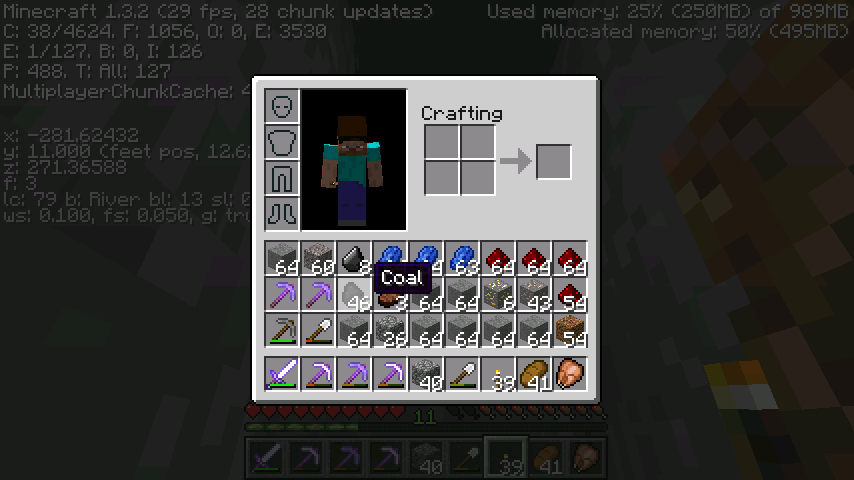 Minecraft 1.3.2 (29 fps, 28 chunk updates)
Used memory: 25% (250MB) of 989MB
C: 38/4624. F: 1056, O: 0, E: 3530
Allocated memory: 50% (495MB)
E: 1/127. B: 0, I: 126
P: 488. T: All: 127
MultiplayerChunkCache: 4
x: -281.62432
y: 11.000 (feet pos, 12.6
z: 271.36588
f: 3
lc: 79 b: River bl: 13 sl: 0
ws: 0.100, fs: 0.050, g: tru
Crafting
64 60 8 63 64 64 64
Coal
46 3 64 64 6 43 54
64 26 64 64 64 64 54
40 39 41
11
40 39 41